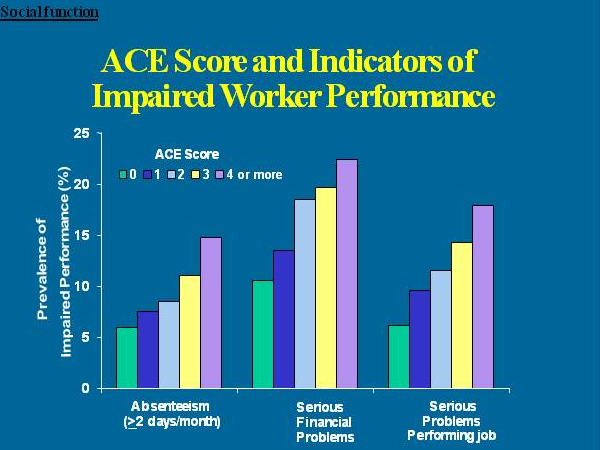 Social function
ACE Score and Indicators of
Impaired Worker Performance
Prevalence of
Impaired Performance (%)
25
20
15
10
5
0
ACE Score
0 1 2 3 4 or more
Absenteeism
(>2 days/month)
Serious
Financial
Problems
Serious
Problems
Performing job